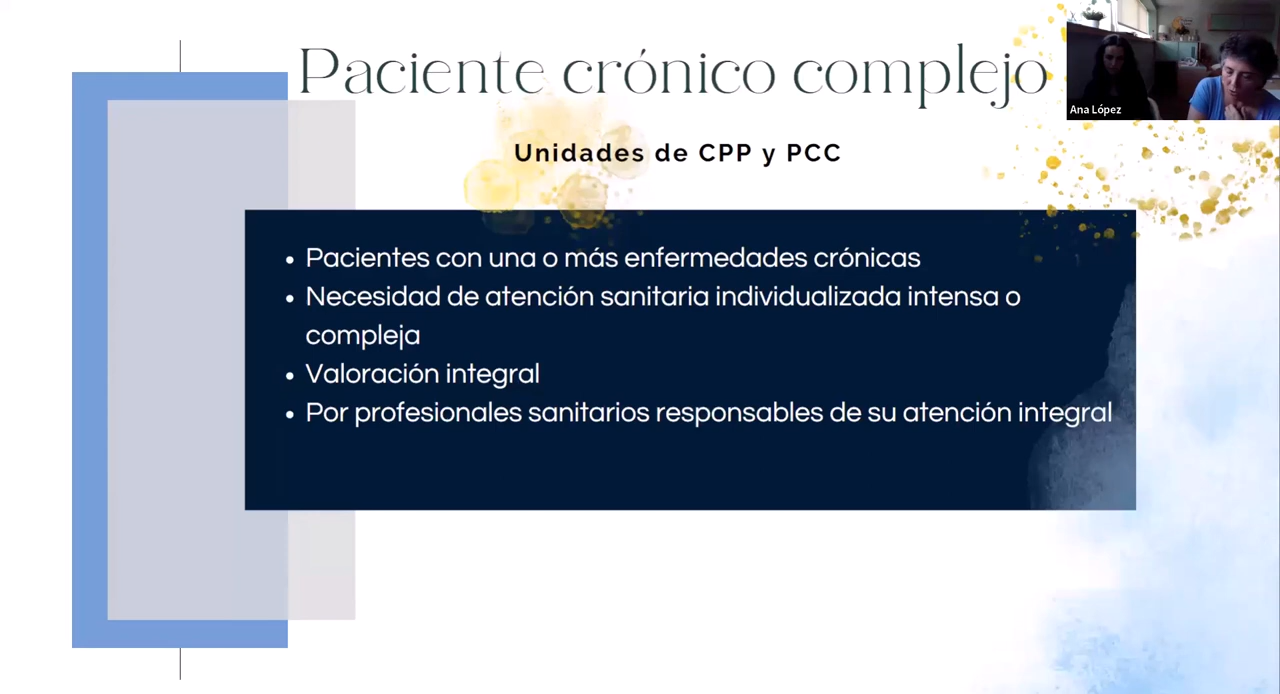 Paciente crónico complejo
Ana López
Unidades de CPP y PCC
• Pacientes con una o más enfermedades crónicas
• Necesidad de atención sanitaria individualizada intensa o
compleja
• Valoración integral
• Por profesionales sanitarios responsables de su atención integral